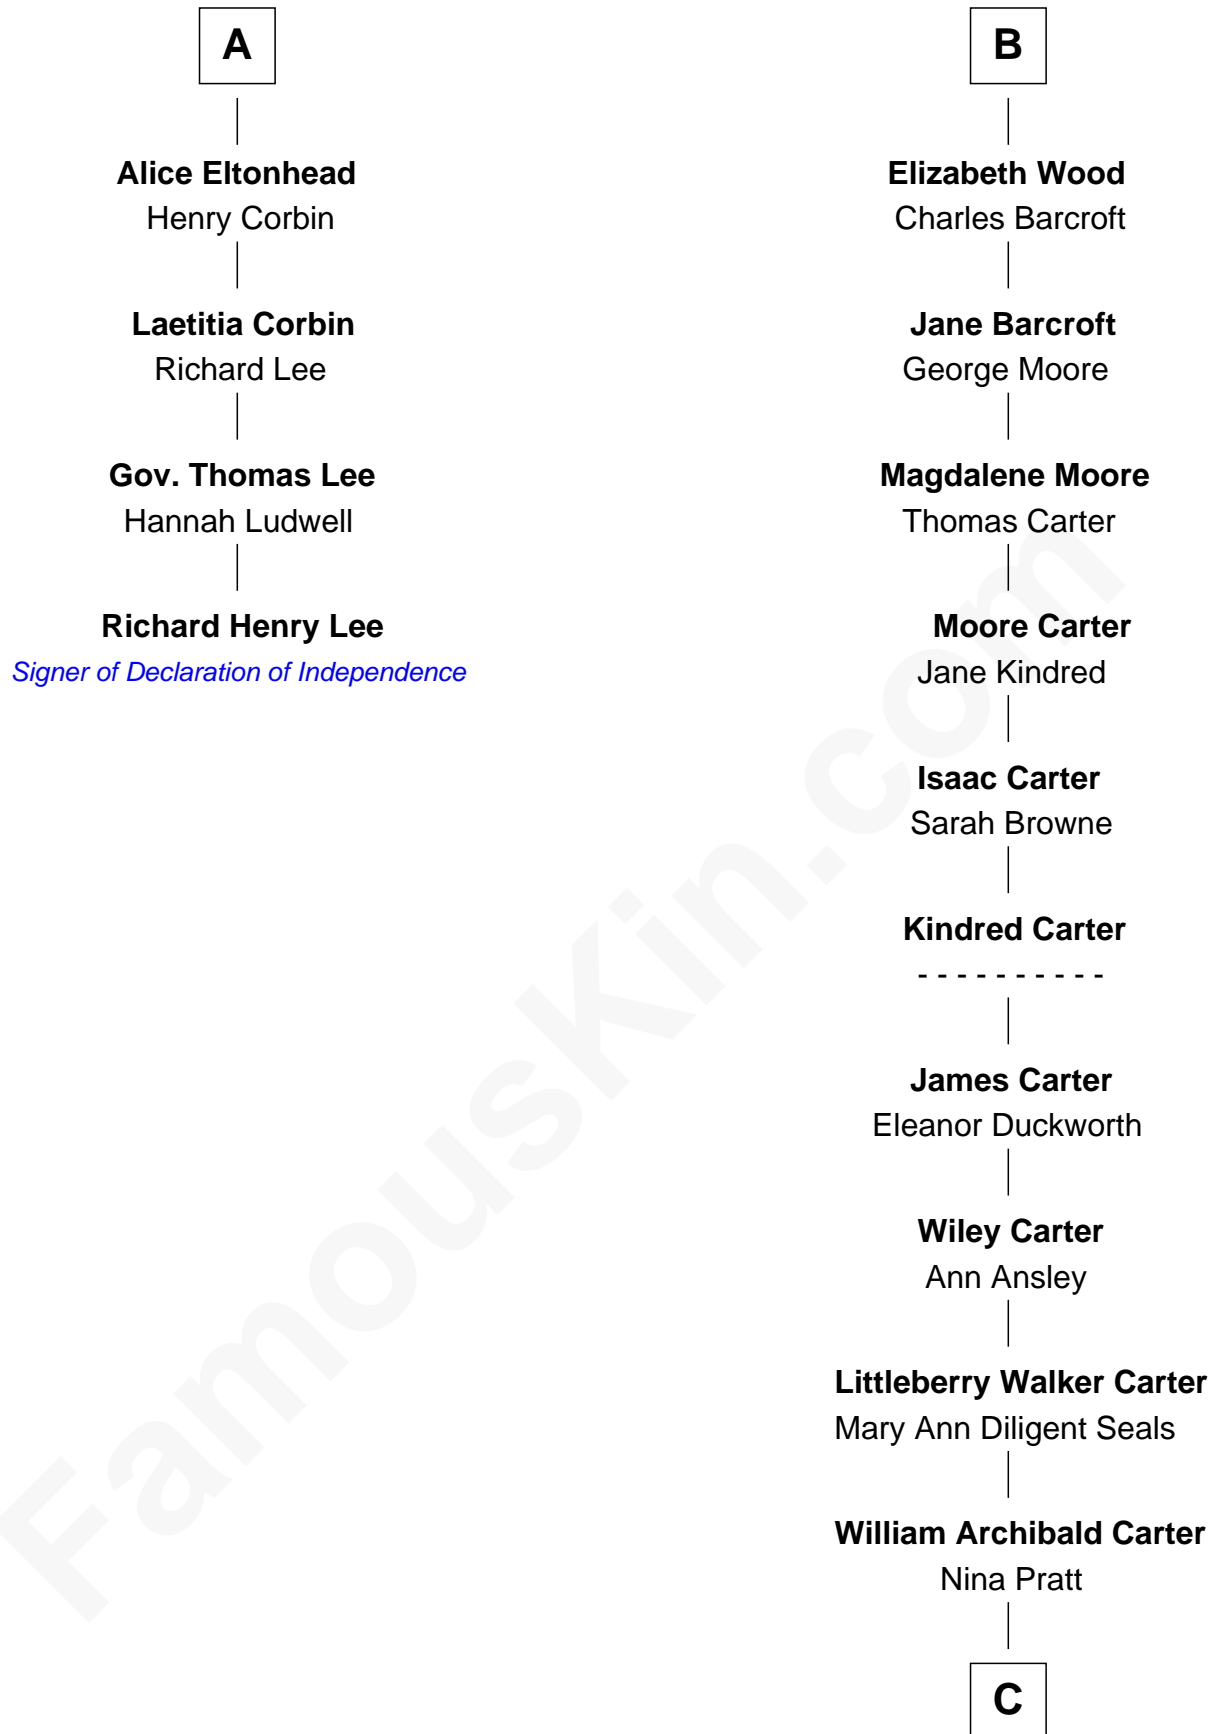 A
Alice Eltonhead
Henry Corbin
Laetitia Corbin
Richard Lee
Gov. Thomas Lee
Hannah Ludwell
Richard Henry Lee
Signer of Declaration of Independence
B
Elizabeth Wood
Charles Barcroft
Jane Barcroft
George Moore
Magdalene Moore
Thomas Carter
Moore Carter
Jane Kindred
Isaac Carter
Sarah Browne
Kindred Carter
- - - - - - - - - -
James Carter
Eleanor Duckworth
Wiley Carter
Ann Ansley
Littleberry Walker Carter
Mary Ann Diligent Seals
William Archibald Carter
Nina Pratt
C
FamousKin.com